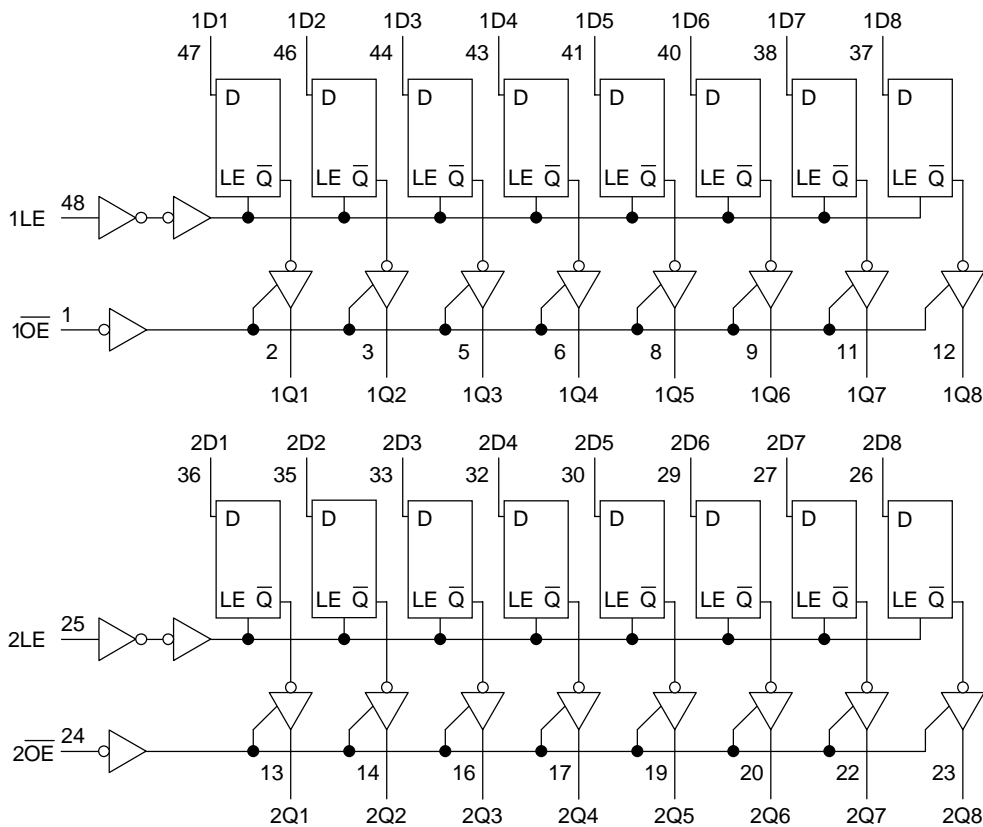 1D1 1D2 1D3 1D4 1D5 1D6 1D7 1D8
47 46 44 43 41 40 38 37
D D D D D D D D
LE Q̅ LE Q̅ LE Q̅ LE Q̅ LE Q̅ LE Q̅ LE Q̅ LE Q̅
1LE 48
1O̅E̅ 1
2 3 5 6 8 9 11 12
1Q1 1Q2 1Q3 1Q4 1Q5 1Q6 1Q7 1Q8
2D1 2D2 2D3 2D4 2D5 2D6 2D7 2D8
36 35 33 32 30 29 27 26
D D D D D D D D
LE Q̅ LE Q̅ LE Q̅ LE Q̅ LE Q̅ LE Q̅ LE Q̅ LE Q̅
2LE 25
2O̅E̅ 24
13 14 16 17 19 20 22 23
2Q1 2Q2 2Q3 2Q4 2Q5 2Q6 2Q7 2Q8